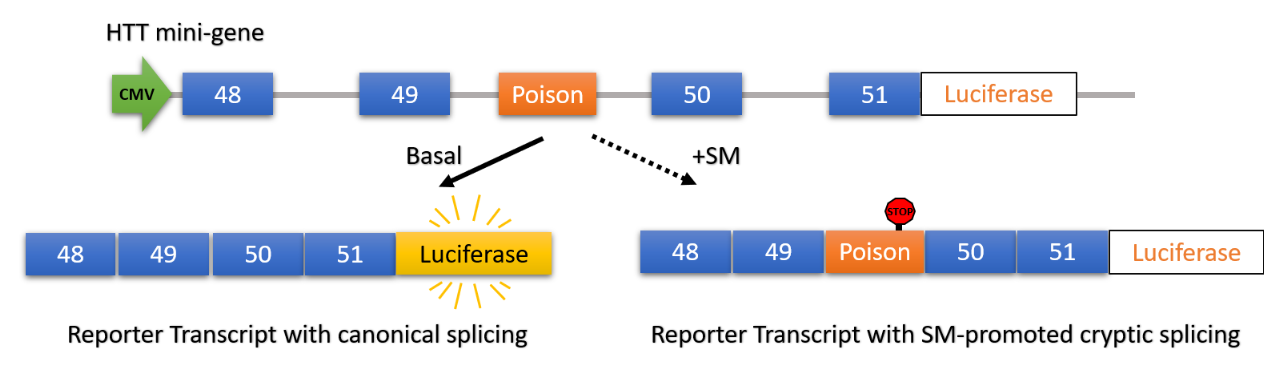 HTT mini-gene
CMV 48 49 Poison 50 51 Luciferase
Basal +SM
STOP
48 49 50 51 Luciferase
48 49 Poison 50 51 Luciferase
Reporter Transcript with canonical splicing
Reporter Transcript with SM-promoted cryptic splicing